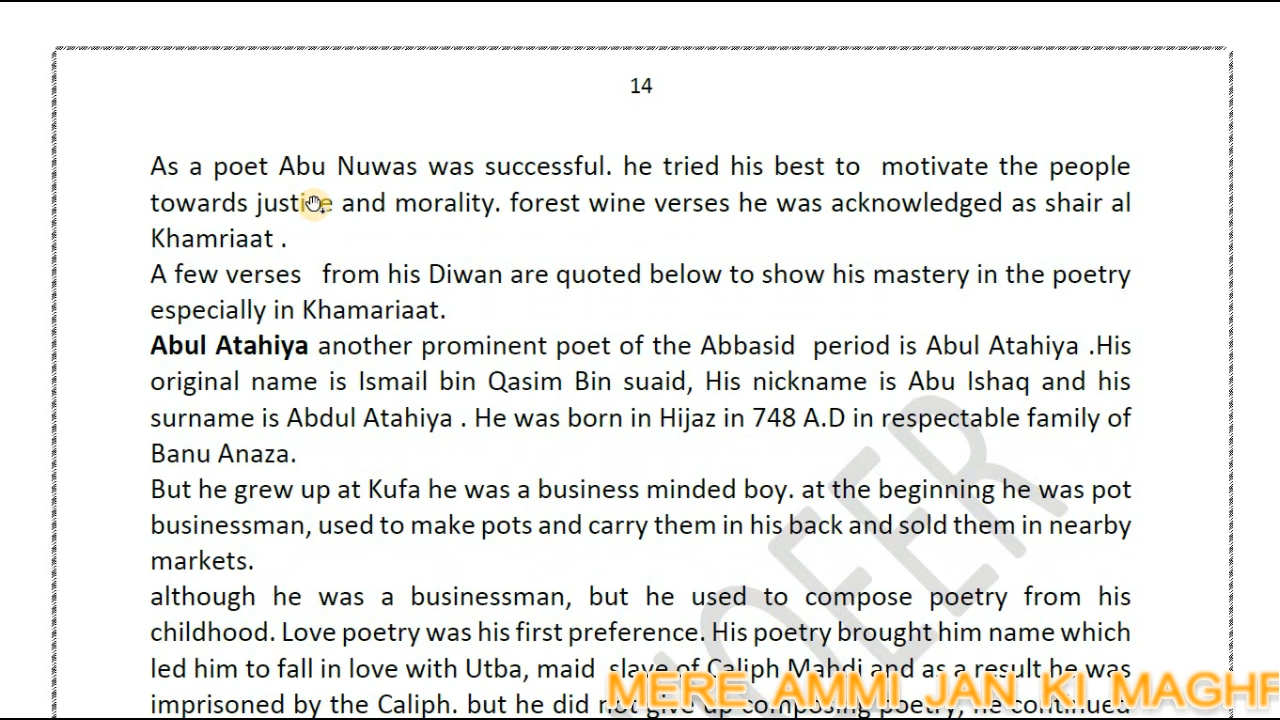 14
As a poet Abu Nuwas was successful. he tried his best to motivate the people
towards justice and morality. forest wine verses he was acknowledged as shair al
Khamriaat .
A few verses from his Diwan are quoted below to show his mastery in the poetry
especially in Khamariaat.
Abul Atahiya another prominent poet of the Abbasid period is Abul Atahiya .His
original name is Ismail bin Qasim Bin suaid, His nickname is Abu Ishaq and his
surname is Abdul Atahiya . He was born in Hijaz in 748 A.D in respectable family of
Banu Anaza.
But he grew up at Kufa he was a business minded boy. at the beginning he was pot
businessman, used to make pots and carry them in his back and sold them in nearby
markets.
although he was a businessman, but he used to compose poetry from his
childhood. Love poetry was his first preference. His poetry brought him name which
led him to fall in love with Utba, maid slave of Caliph Mahdi and as a result he was
imprisoned by the Caliph. but he did not give up composing poetry, he continued
MERE AMMI JAN KI MAGHF